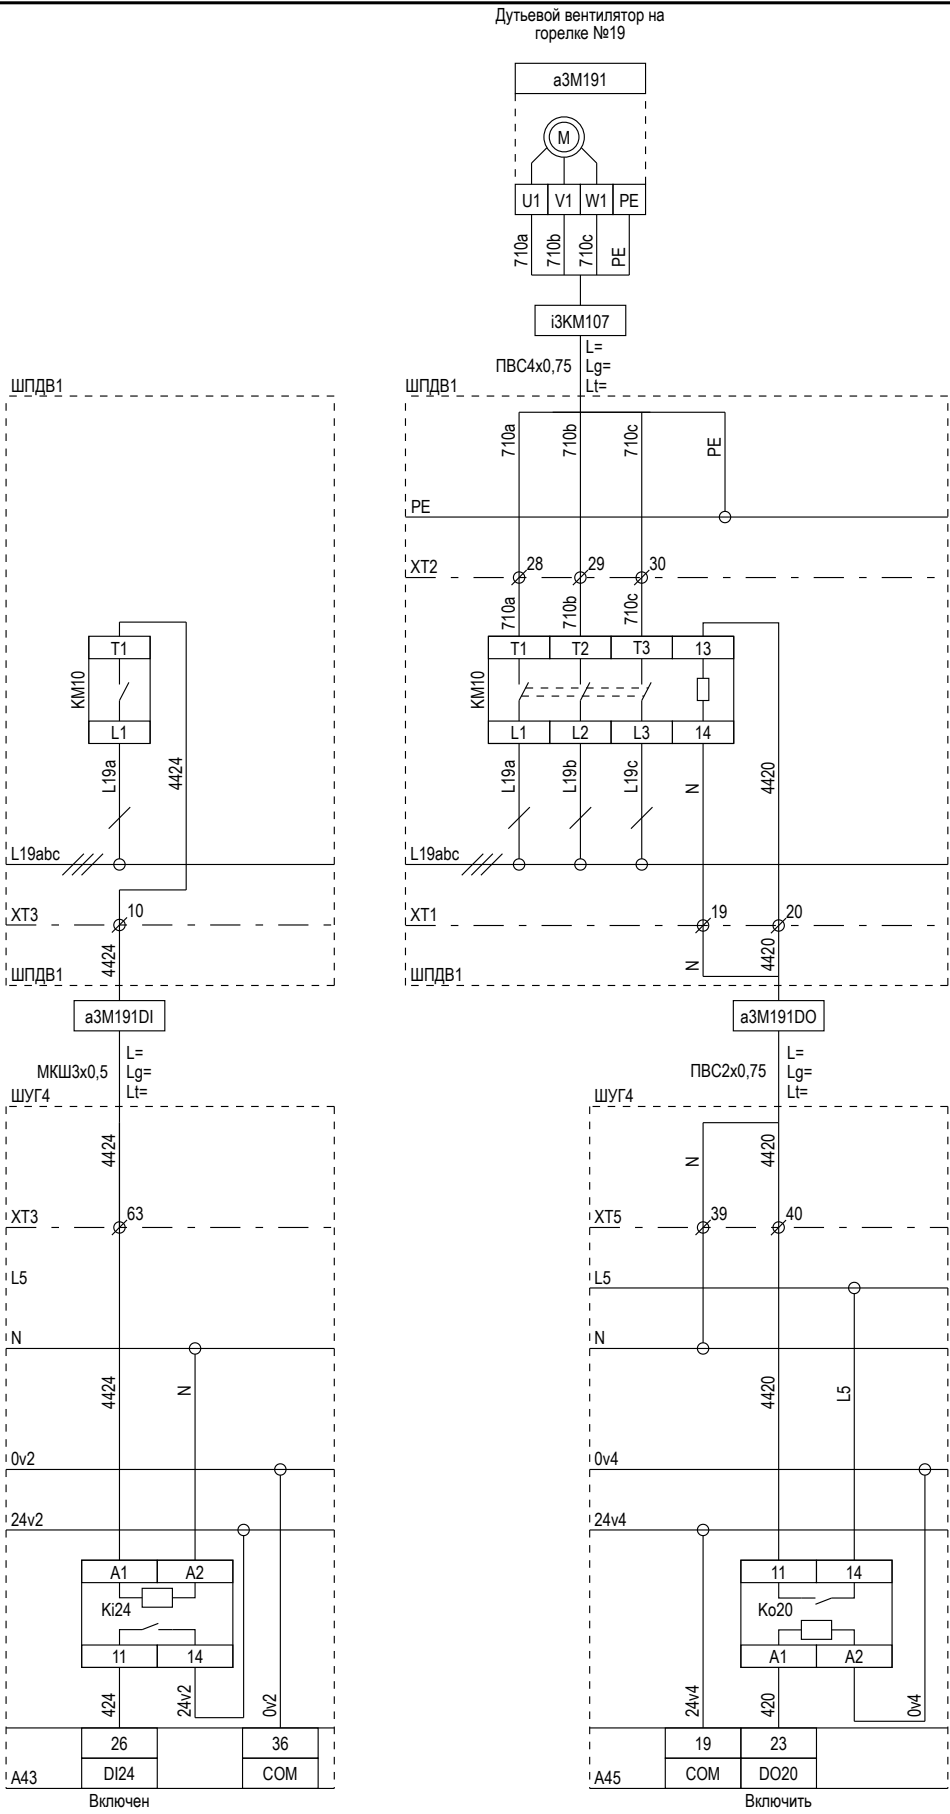 Дутьевой вентилятор на
горелке №19
а3М191
M
U1 V1 W1 PE
710a 710b 710c PE
i3KM107
ПВС4х0,75
L=
Lg=
Lt=
ШПДВ1
ШПДВ1
710a 710b 710c PE
PE
XT2 28 29 30
710a 710b 710c
KM10
T1
L1
KM10
T1 T2 T3 13
L1 L2 L3 14
L19a 4424
L19a L19b L19c N 4420
L19abc
L19abc
XT3 10
XT1 19 20
4424
N 4420
ШПДВ1
ШПДВ1
а3М191DI
а3М191DO
МКШ3х0,5
L=
Lg=
Lt=
ПВС2х0,75
L=
Lg=
Lt=
ШУГ4
ШУГ4
4424
N 4420
XT3 63
XT5 39 40
L5
L5
N
N
4424 N
4420 L5
0v2
0v4
24v2
24v4
A1 A2
Ki24
11 14
11 14
Ko20
A1 A2
424 24v2 0v2
24v4 420 0v4
26 36
DI24 COM
A43
19 23
COM DO20
A45
Включен
Включить